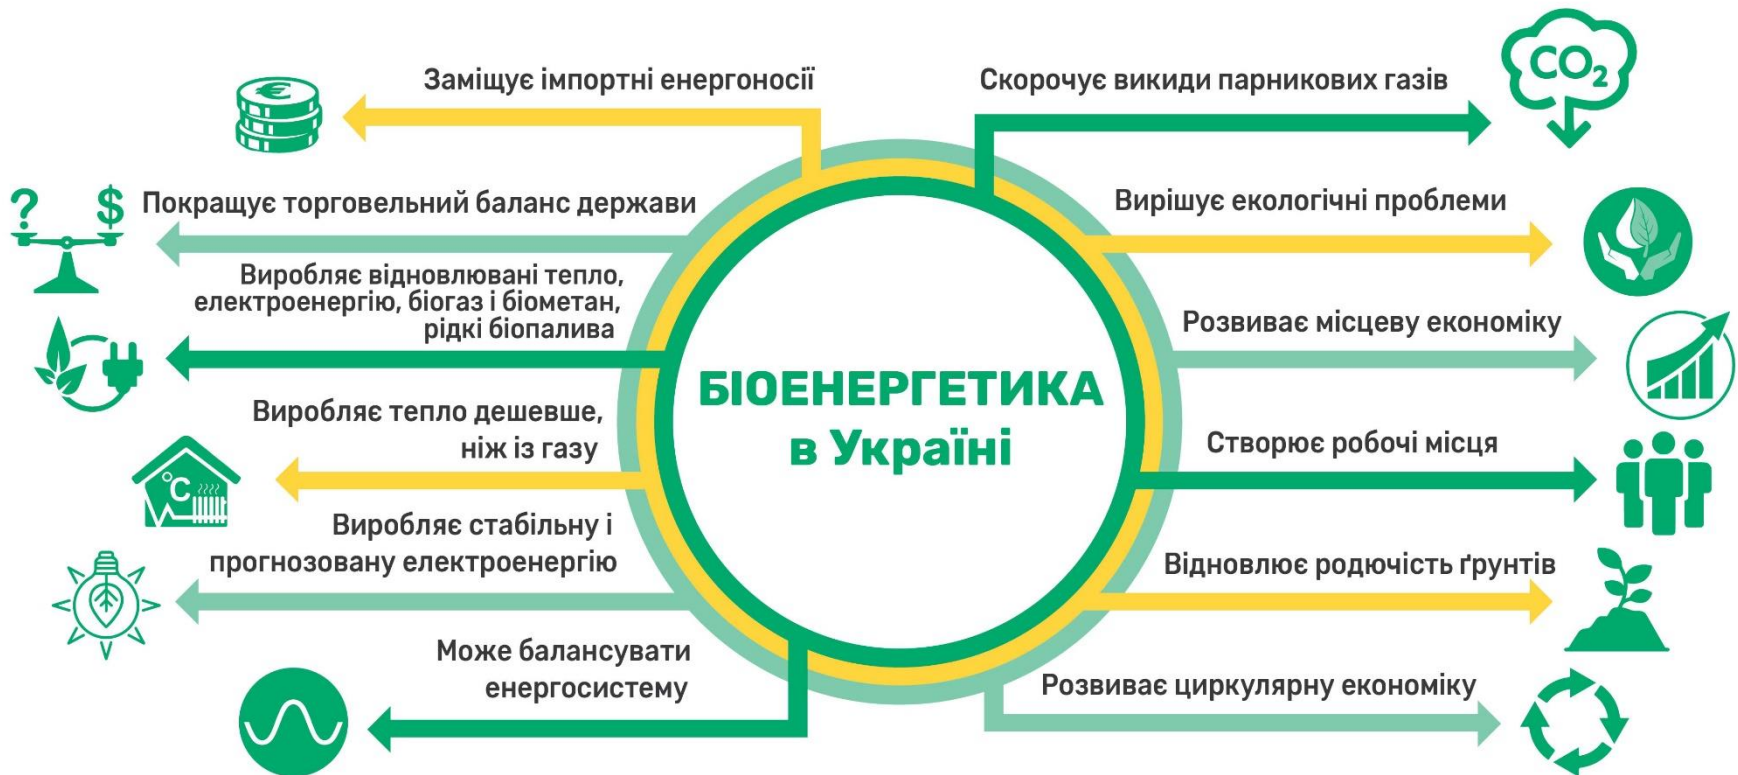 Заміщує імпортні енергоносії
Покращує торговельний баланс держави
? $
Виробляє відновлювані тепло,
електроенергію, біогаз і біометан,
рідкі біопалива
Виробляє тепло дешевше,
ніж із газу
°C
Виробляє стабільну і
прогнозовану електроенергію
Може балансувати
енергосистему
БІОЕНЕРГЕТИКА
в Україні
Скорочує викиди парникових газів
CO₂
Вирішує екологічні проблеми
Розвиває місцеву економіку
Створює робочі місця
Відновлює родючість ґрунтів
Розвиває циркулярну економіку
€